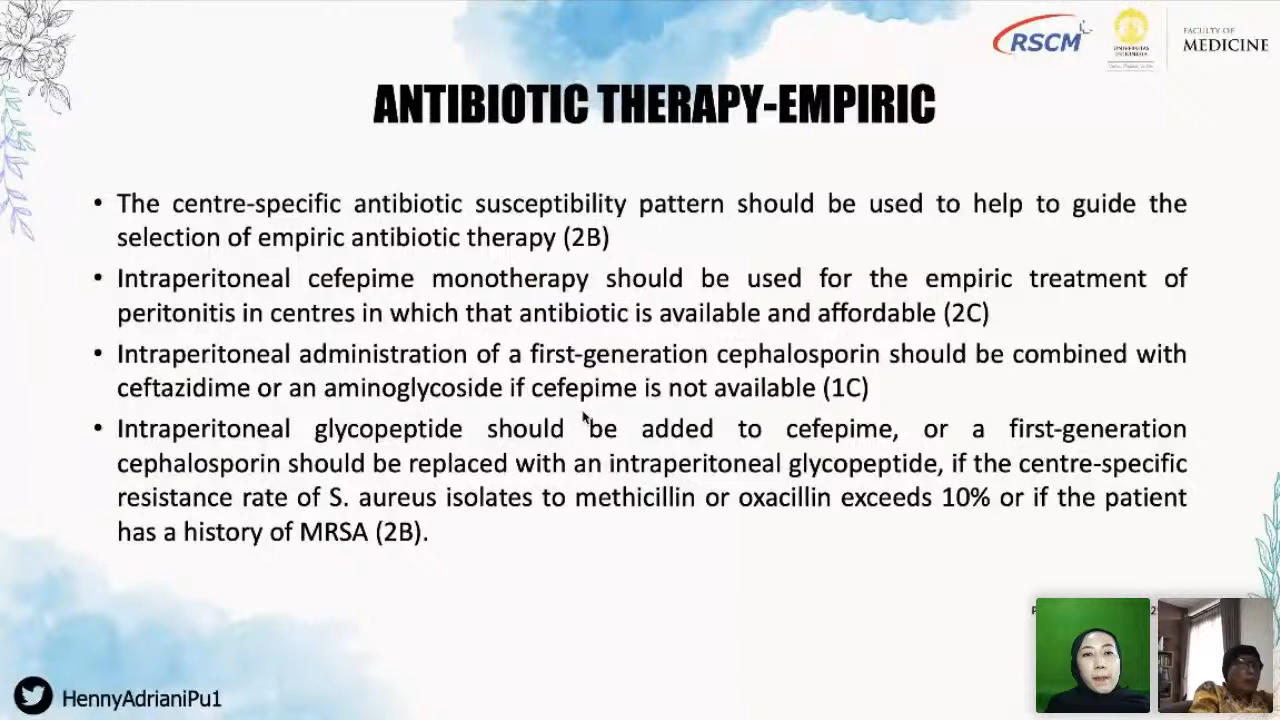 RSCM
UNIVERSITAS
INDONESIA
FACULTY OF
MEDICINE
ANTIBIOTIC THERAPY-EMPIRIC
• The centre-specific antibiotic susceptibility pattern should be used to help to guide the
selection of empiric antibiotic therapy (2B)
• Intraperitoneal cefepime monotherapy should be used for the empiric treatment of
peritonitis in centres in which that antibiotic is available and affordable (2C)
• Intraperitoneal administration of a first-generation cephalosporin should be combined with
ceftazidime or an aminoglycoside if cefepime is not available (1C)
• Intraperitoneal glycopeptide should be added to cefepime, or a first-generation
cephalosporin should be replaced with an intraperitoneal glycopeptide, if the centre-specific
resistance rate of S. aureus isolates to methicillin or oxacillin exceeds 10% or if the patient
has a history of MRSA (2B).
HennyAdrianiPu1